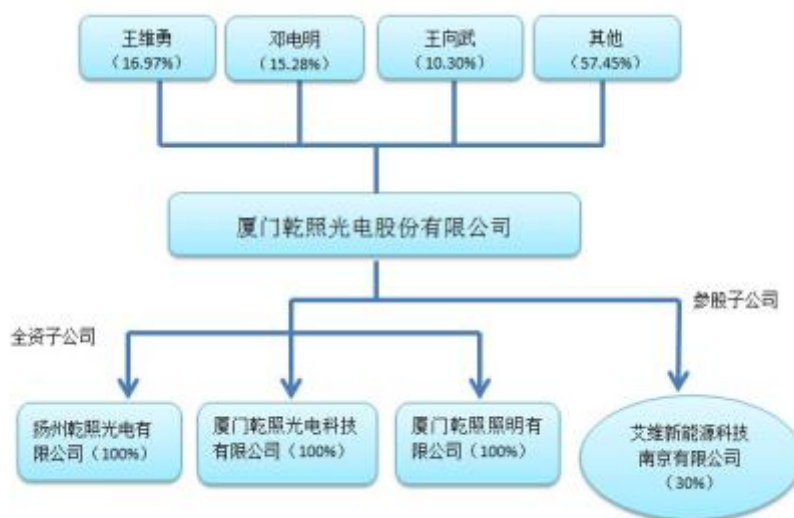 王维勇
（16.97%）
邓电明
（15.28%）
王向武
（10.30%）
其他
（57.45%）
厦门乾照光电股份有限公司
参股子公司
全资子公司
扬州乾照光电有
限公司（100%）
厦门乾照光电科技
有限公司（100%）
厦门乾照照明有
限公司（100%）
艾维新能源科技
南京有限公司
（30%）